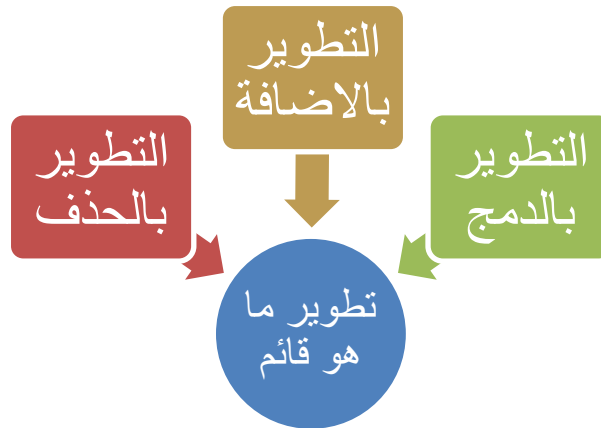 التطوير
بالاضافة
التطوير
بالدمج
التطوير
بالحذف
تطوير ما
هو قائم